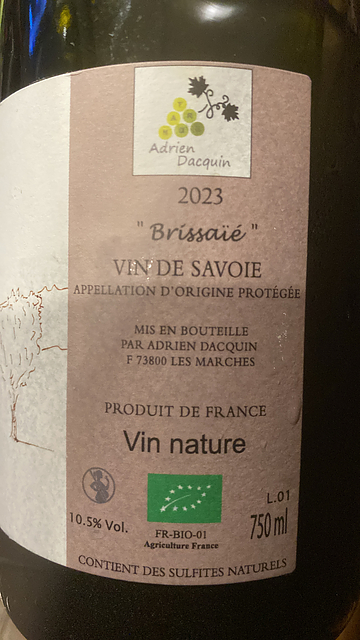 Adrien
Dacquin
2023
" Brissaïé "
VIN DE SAVOIE
APPELLATION D'ORIGINE PROTÉGÉE
MIS EN BOUTEILLE
PAR ADRIEN DACQUIN
F 73800 LES MARCHES
PRODUIT DE FRANCE
Vin nature
L.01
10.5% Vol.
750 ml
FR-BIO-01
Agriculture France
CONTIENT DES SULFITES NATURELS